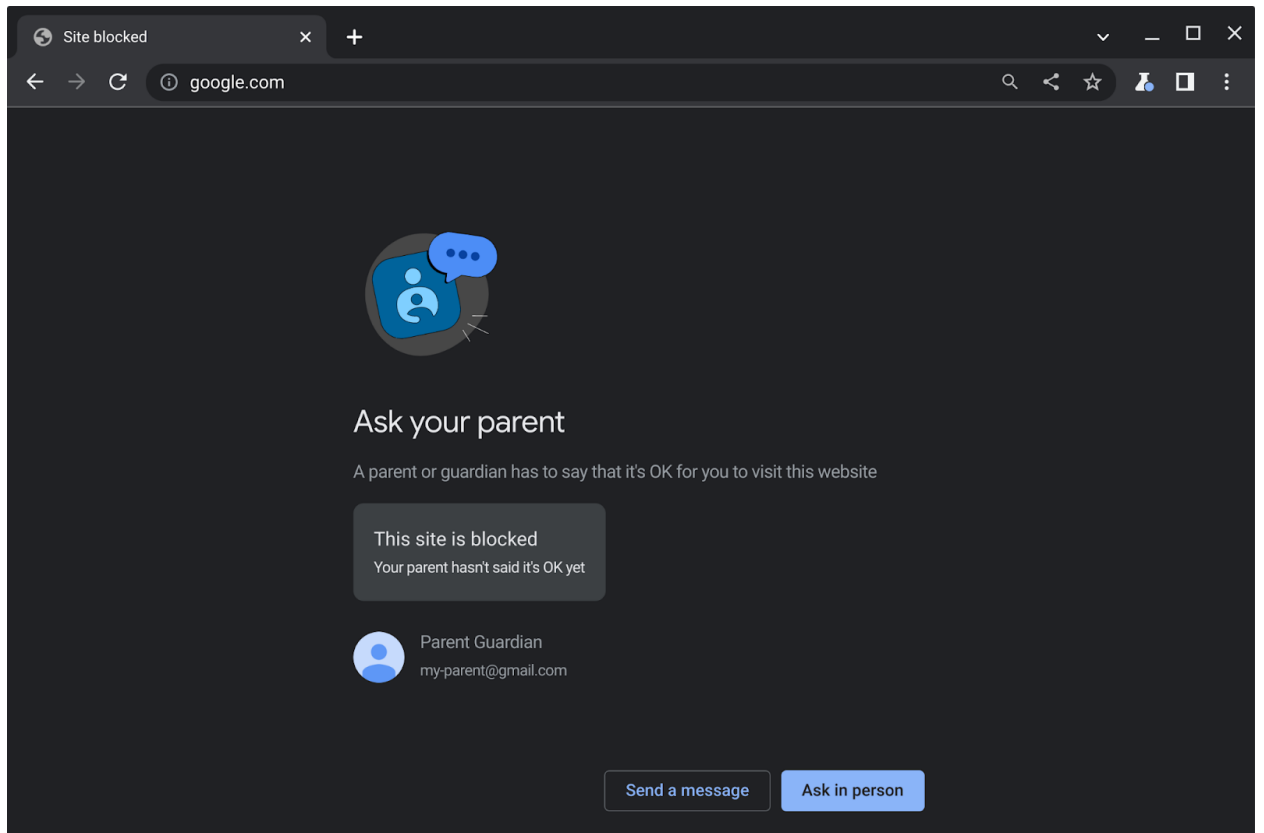 Site blocked
google.com
Ask your parent
A parent or guardian has to say that it's OK for you to visit this website
This site is blocked
Your parent hasn't said it's OK yet
Parent Guardian
my-parent@gmail.com
Send a message
Ask in person